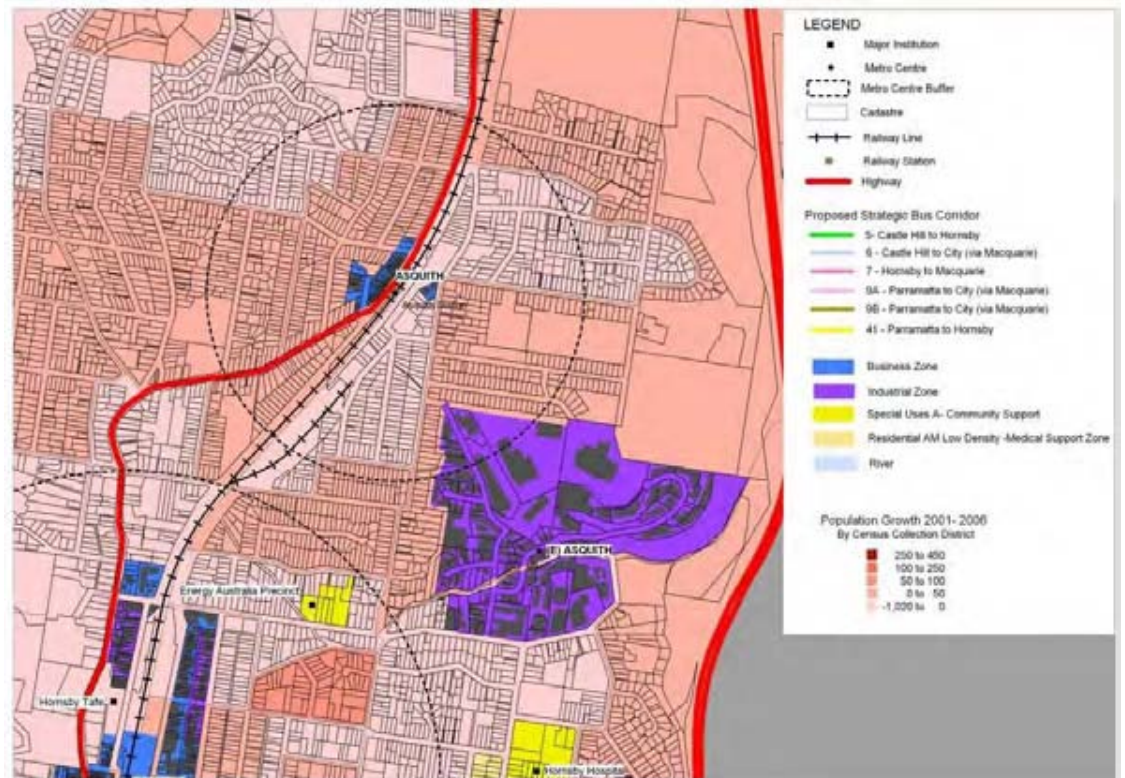 ASQUITH
(E) ASQUITH
Energy Australia Precinct
Hornsby Tafe
Hornsby Hospital
LEGEND
Major Institution
Metro Centre
Metro Centre Buffer
Cadastre
Railway Line
Railway Station
Highway
Proposed Strategic Bus Corridor
5- Castle Hill to Hornsby
6 - Castle Hill to City (via Macquarie)
7 - Hornsby to Macquarie
9A - Parramatta to City (via Macquarie)
9B - Parramatta to City (via Macquarie)
41 - Parramatta to Hornsby
Business Zone
Industrial Zone
Special Uses A- Community Support
Residential AM Low Density -Medical Support Zone
River
Population Growth 2001- 2006
By Census Collection District
250 to 450
100 to 250
50 to 100
0 to 50
-1,020 to 0